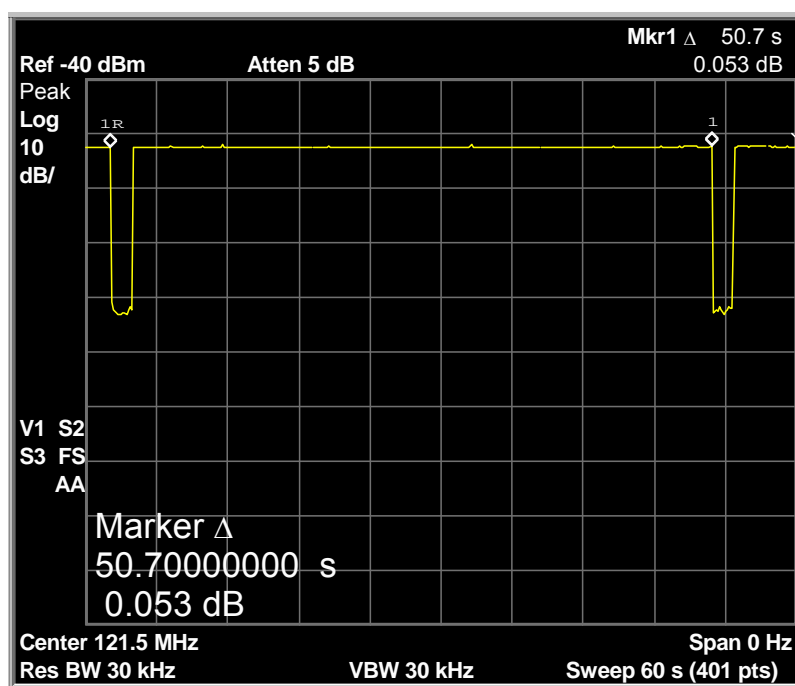 Mkr1 Δ 50.7 s
Ref -40 dBm Atten 5 dB 0.053 dB
Peak
Log
10
dB/
1R 1
V1 S2
S3 FS
AA
Marker Δ
50.70000000 s
0.053 dB
Center 121.5 MHz Span 0 Hz
Res BW 30 kHz VBW 30 kHz Sweep 60 s (401 pts)